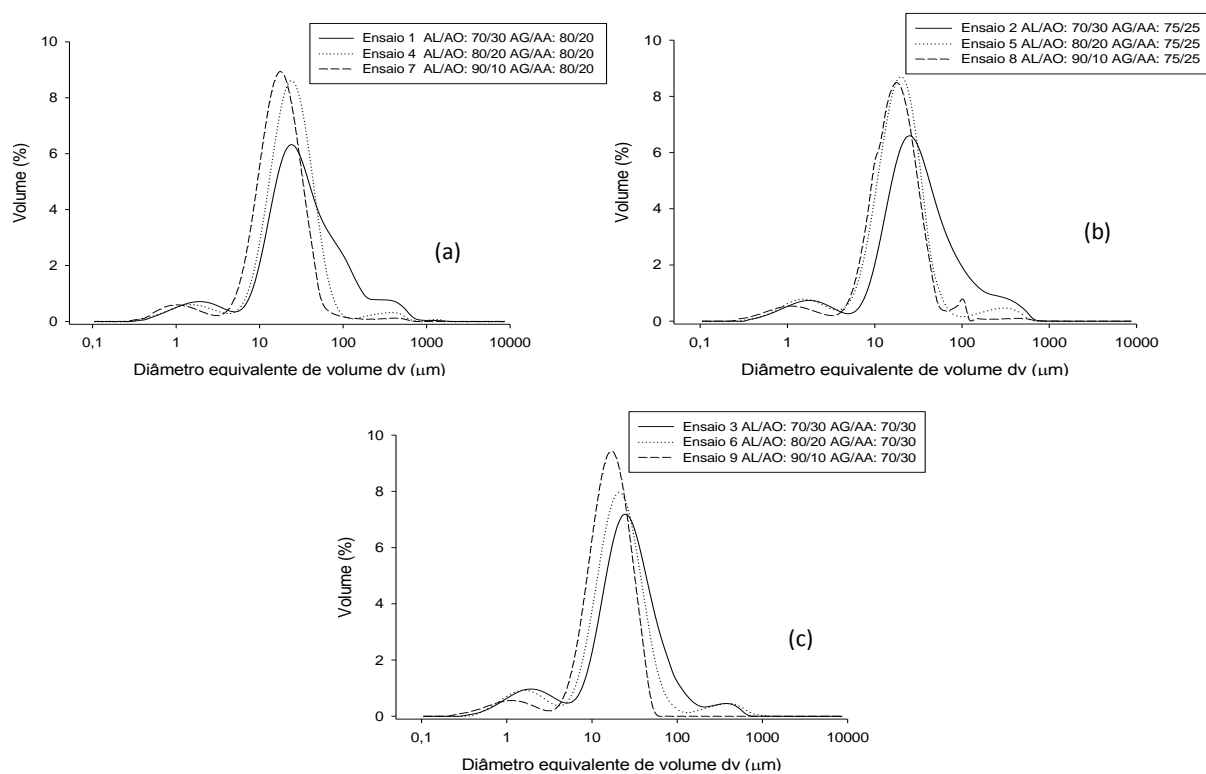 Ensaio 1 AL/AO: 70/30 AG/AA: 80/20
Ensaio 4 AL/AO: 80/20 AG/AA: 80/20
Ensaio 7 AL/AO: 90/10 AG/AA: 80/20
10
8
6
4
2
0
Volume (%)
(a)
0,1 1 10 100 1000 10000
Diâmetro equivalente de volume dv (μm)
Ensaio 2 AL/AO: 70/30 AG/AA: 75/25
Ensaio 5 AL/AO: 80/20 AG/AA: 75/25
Ensaio 8 AL/AO: 90/10 AG/AA: 75/25
10
8
6
4
2
0
Volume (%)
(b)
0,1 1 10 100 1000 10000
Diâmetro equivalente de volume dv (μm)
Ensaio 3 AL/AO: 70/30 AG/AA: 70/30
Ensaio 6 AL/AO: 80/20 AG/AA: 70/30
Ensaio 9 AL/AO: 90/10 AG/AA: 70/30
10
8
6
4
2
0
Volume (%)
(c)
0,1 1 10 100 1000 10000
Diâmetro equivalente de volume dv (μm)